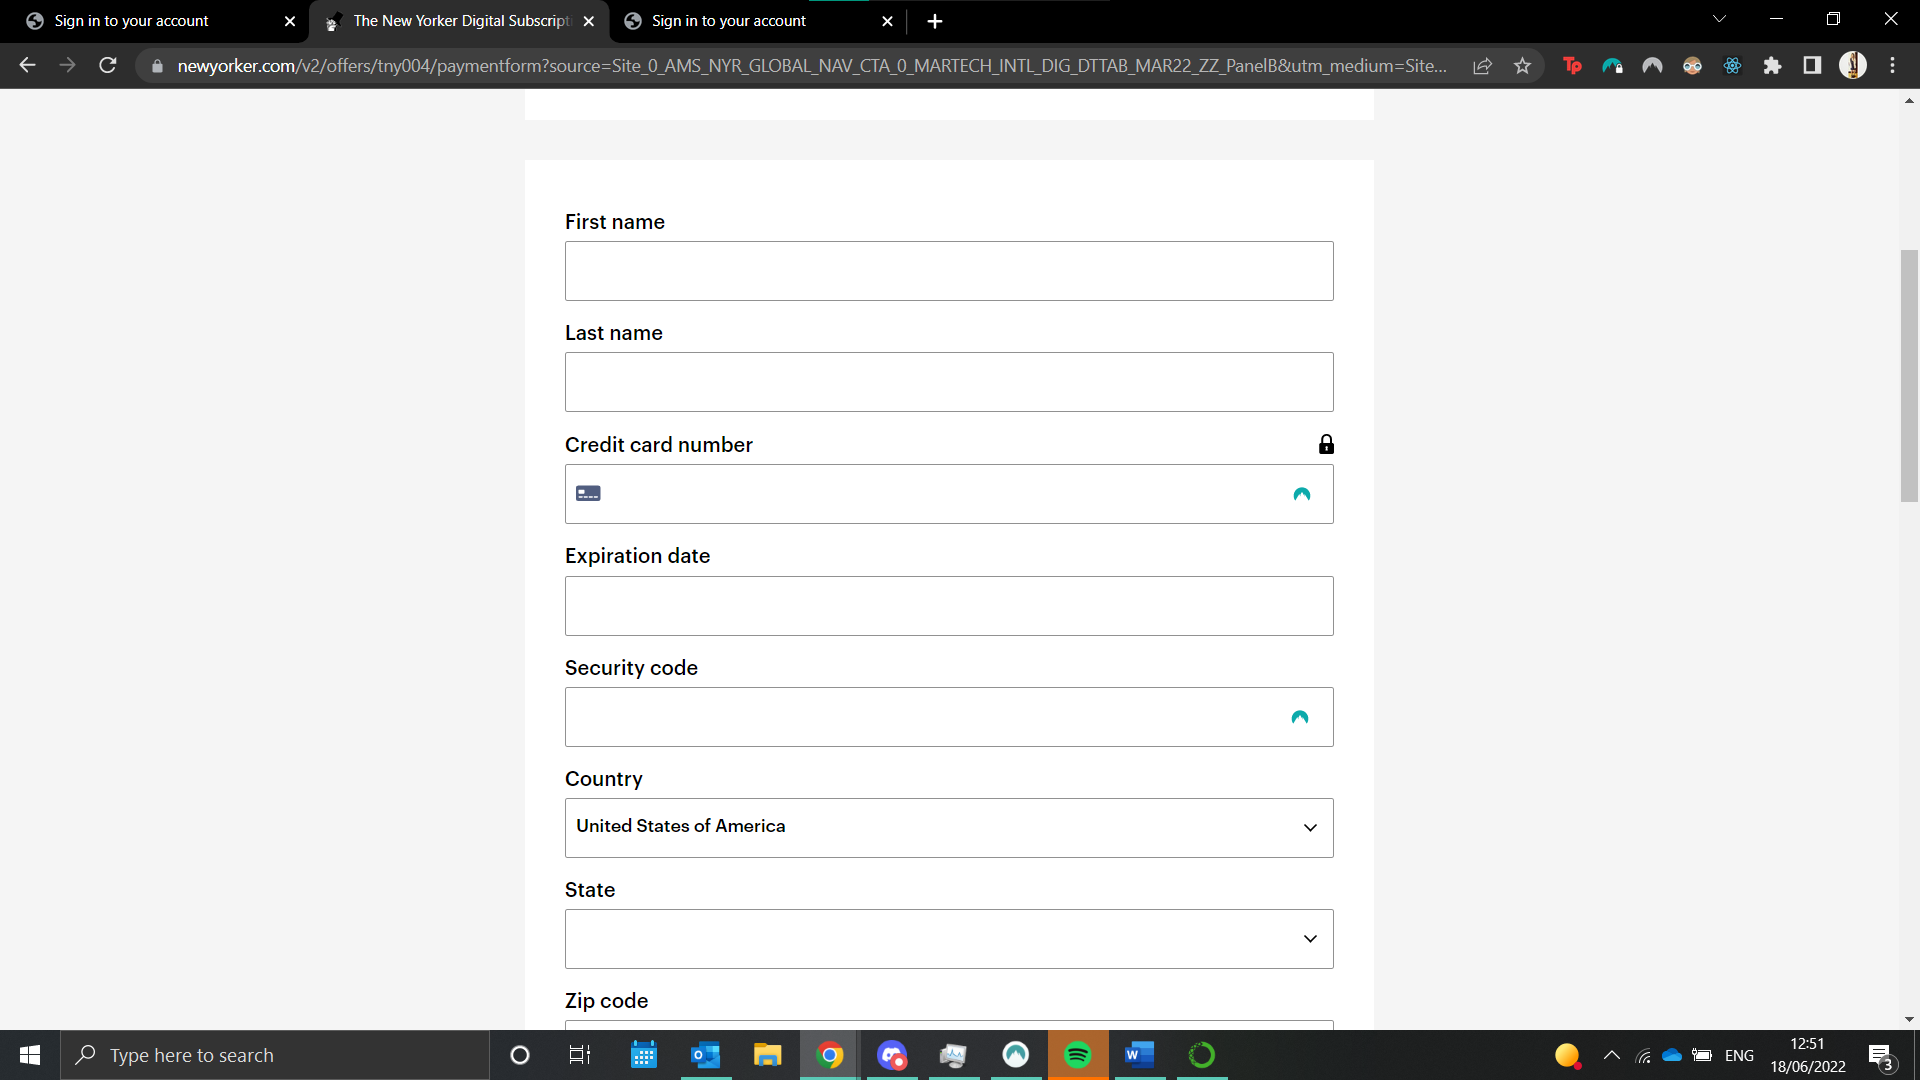 Sign in to your account
The New Yorker Digital Subscripti
Sign in to your account
newyorker.com/v2/offers/tny004/paymentform?source=Site_0_AMS_NYR_GLOBAL_NAV_CTA_0_MARTECH_INTL_DIG_DTTAB_MAR22_ZZ_PanelB&utm_medium=Site...
Tp
First name
Last name
Credit card number
Expiration date
Security code
Country
United States of America
State
Zip code
Type here to search
ENG
12:51
18/06/2022
3